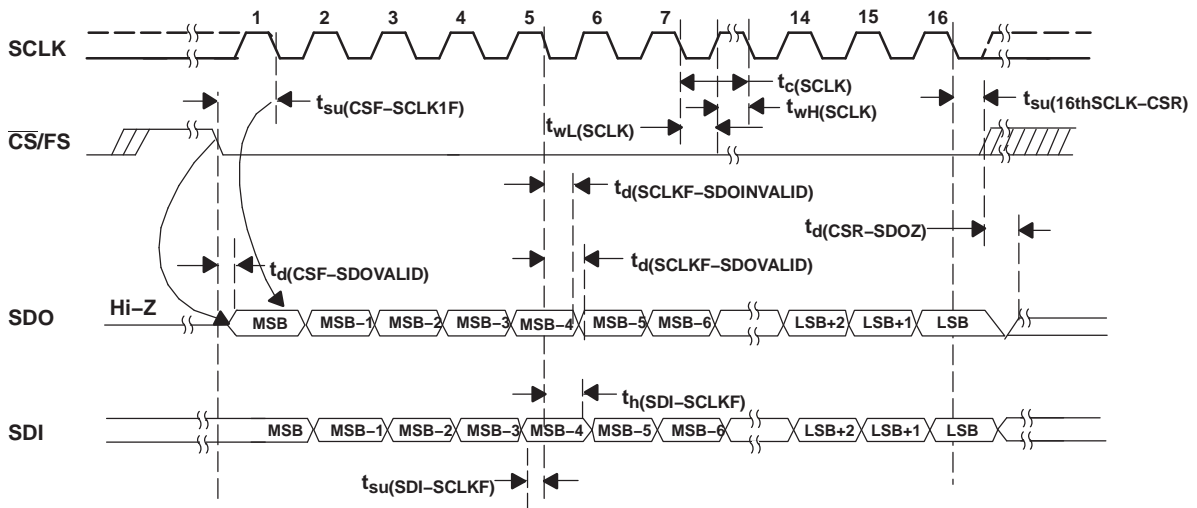 1 2 3 4 5 6 7 14 15 16
SCLK
tc(SCLK)
tsu(CSF–SCLK1F)
twH(SCLK)
tsu(16thSCLK–CSR)
twL(SCLK)
CS/FS
td(SCLKF–SDOINVALID)
td(CSR–SDOZ)
td(CSF–SDOVALID)
td(SCLKF–SDOVALID)
Hi–Z
SDO
MSB MSB–1 MSB–2 MSB–3 MSB–4 MSB–5 MSB–6 LSB+2 LSB+1 LSB
th(SDI–SCLKF)
SDI
MSB MSB–1 MSB–2 MSB–3 MSB–4 MSB–5 MSB–6 LSB+2 LSB+1 LSB
tsu(SDI–SCLKF)